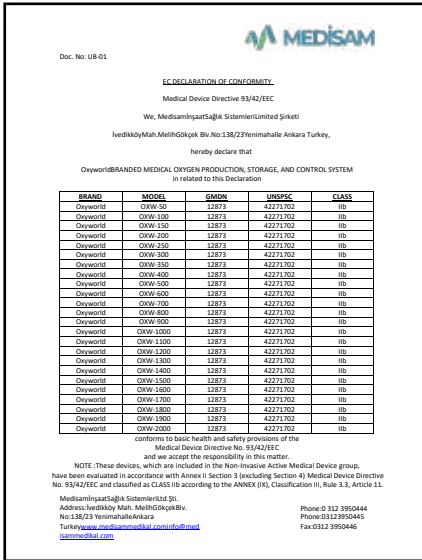 MEDİSAM
Doc. No: UB-01
EC DECLARATION OF CONFORMITY
Medical Device Directive 93/42/EEC
We, MedisamİnşaatSağlık SistemleriLimited Şirketi
İvedikköyMah.MelihGökçek Blv.No:138/23Yenimahalle Ankara Turkey,
hereby declare that
OxyworldBRANDED MEDICAL OXYGEN PRODUCTION, STORAGE, AND CONTROL SYSTEM
in related to this Declaration
BRAND MODEL GMDN UNSPSC CLASS
Oxyworld OXW-50 12873 42271702 IIb
Oxyworld OXW-100 12873 42271702 IIb
Oxyworld OXW-150 12873 42271702 IIb
Oxyworld OXW-200 12873 42271702 IIb
Oxyworld OXW-250 12873 42271702 IIb
Oxyworld OXW-300 12873 42271702 IIb
Oxyworld OXW-350 12873 42271702 IIb
Oxyworld OXW-400 12873 42271702 IIb
Oxyworld OXW-500 12873 42271702 IIb
Oxyworld OXW-600 12873 42271702 IIb
Oxyworld OXW-700 12873 42271702 IIb
Oxyworld OXW-800 12873 42271702 IIb
Oxyworld OXW-900 12873 42271702 IIb
Oxyworld OXW-1000 12873 42271702 IIb
Oxyworld OXW-1100 12873 42271702 IIb
Oxyworld OXW-1200 12873 42271702 IIb
Oxyworld OXW-1300 12873 42271702 IIb
Oxyworld OXW-1400 12873 42271702 IIb
Oxyworld OXW-1500 12873 42271702 IIb
Oxyworld OXW-1600 12873 42271702 IIb
Oxyworld OXW-1700 12873 42271702 IIb
Oxyworld OXW-1800 12873 42271702 IIb
Oxyworld OXW-1900 12873 42271702 IIb
Oxyworld OXW-2000 12873 42271702 IIb
conforms to basic health and safety provisions of the
Medical Device Directive No. 93/42/EEC
and we accept the responsibility in this matter.
NOTE :These devices, which are included in the Non-Invasive Active Medical Device group,
have been evaluated in accordance with Annex II Section 3 (excluding Section 4) Medical Device Directive
No. 93/42/EEC and classified as CLASS IIb according to the ANNEX (IX), Classification III, Rule 3.3, Article 11.
MedisamİnşaatSağlık SistemleriLtd.Şti.
Address:İvedikköy Mah. MelihGökçekBlv.
No:138/23 YenimahalleAnkara
Turkeywww.medisammedikal.cominfo@med
isammedikal.com
Phone:0 312 3950444
Phone:03123950445
Fax:0312 3950446